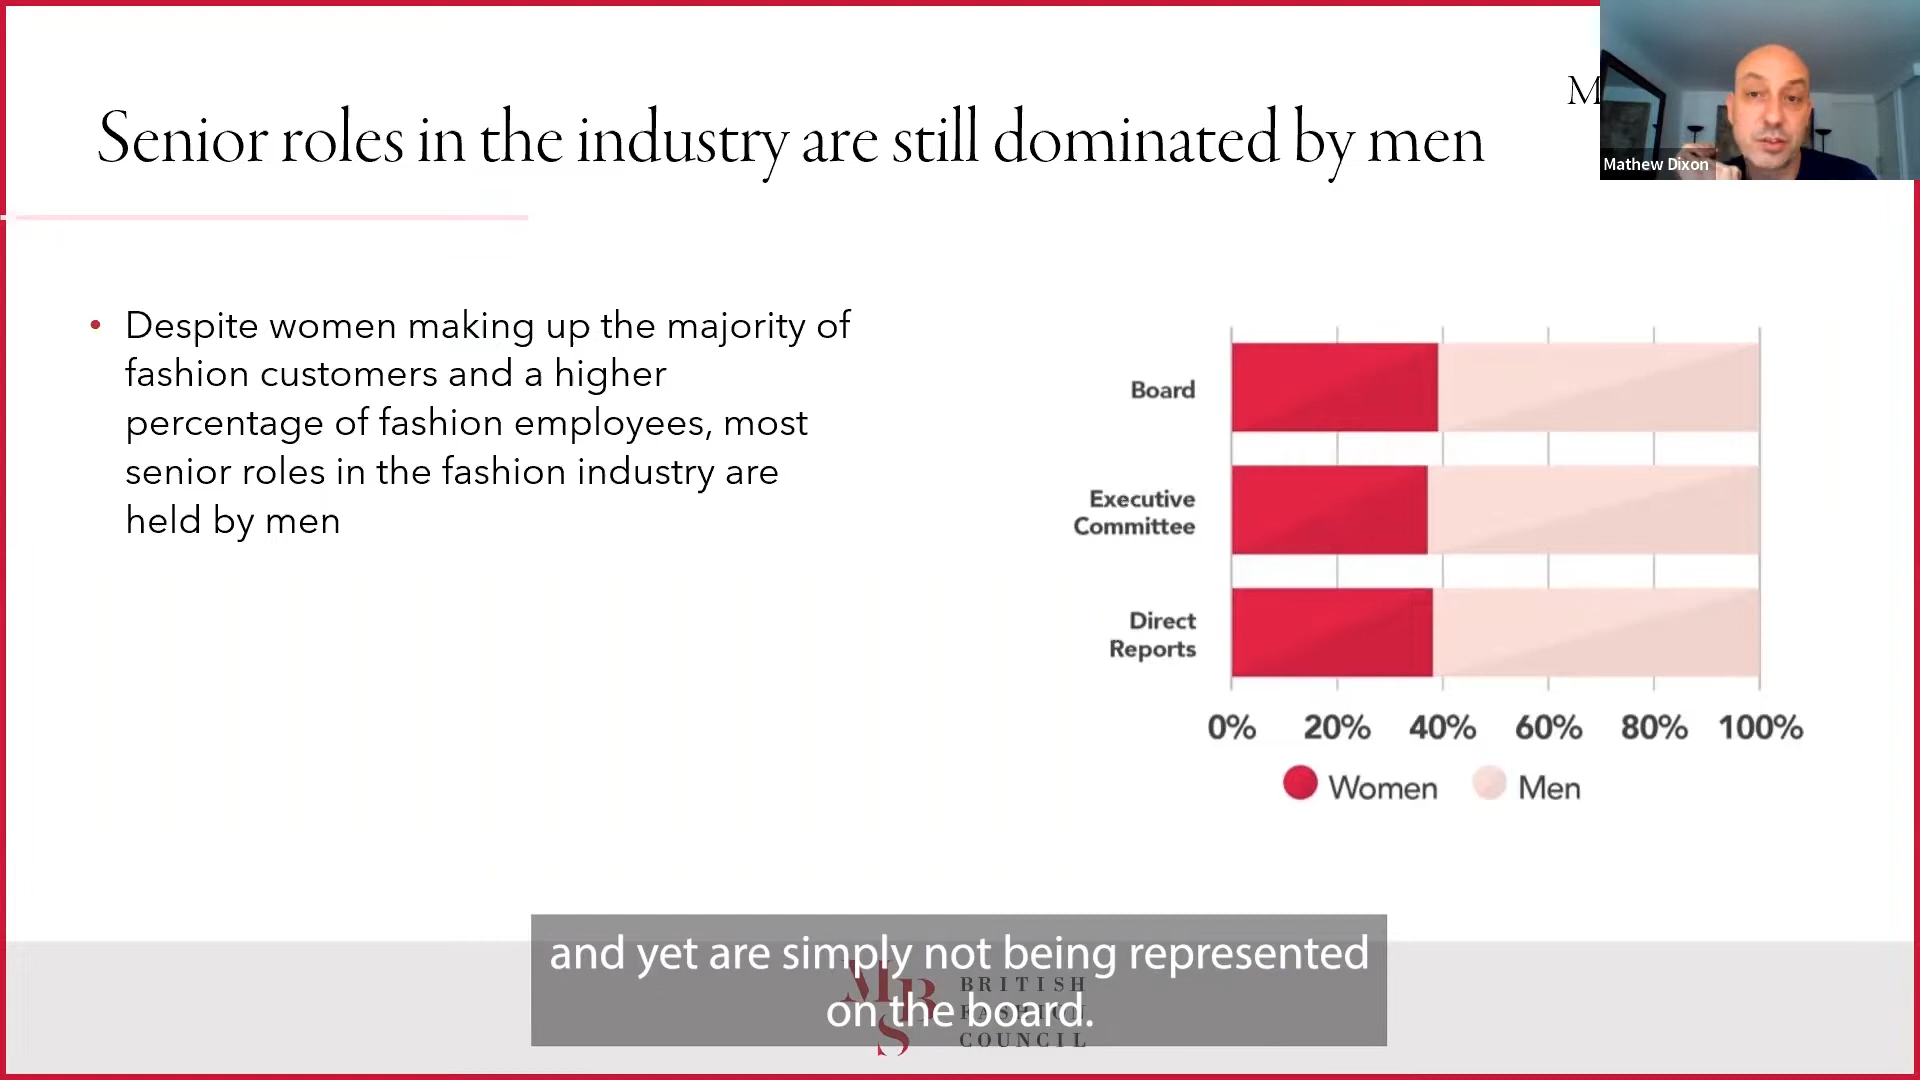 M
Senior roles in the industry are still dominated by men
Mathew Dixon
• Despite women making up the majority of
fashion customers and a higher
percentage of fashion employees, most
senior roles in the fashion industry are
held by men
Board
Executive
Committee
Direct
Reports
0% 20% 40% 60% 80% 100%
Women Men
and yet are simply not being represented
on the board.
MBS
BRITISH
FASHION
COUNCIL